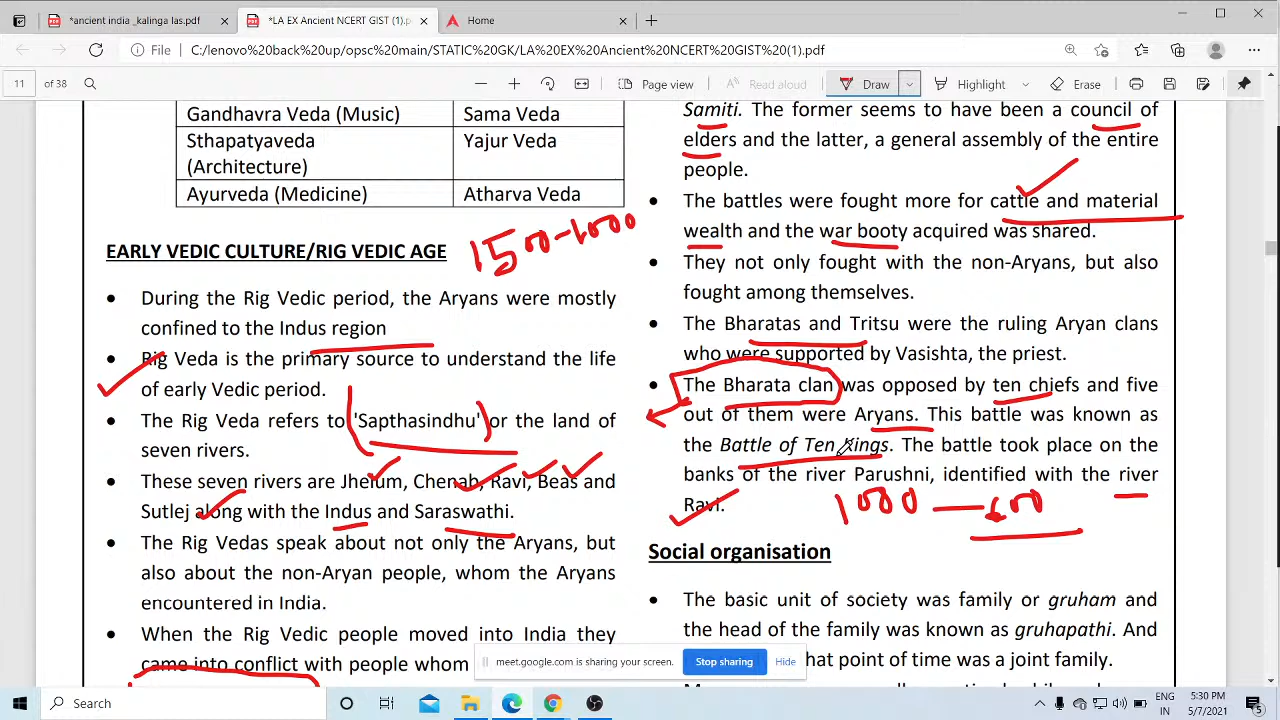 *ancient india _kalinga las.pdf
*LA EX Ancient NCERT GIST (1).p
Home
File
C:/lenovo%20back%20up/opsc%20main/STATIC%20GK/LA%20EX%20Ancient%20NCERT%20GIST%20(1).pdf
11 of 38
Page view
Read aloud
Draw
Highlight
Erase
Gandhavra Veda (Music) Sama Veda
Sthapatyaveda Yajur Veda
(Architecture)
Ayurveda (Medicine) Atharva Veda
1500-1000
EARLY VEDIC CULTURE/RIG VEDIC AGE
• During the Rig Vedic period, the Aryans were mostly
confined to the Indus region
• Rig Veda is the primary source to understand the life
of early Vedic period.
• The Rig Veda refers to 'Sapthasindhu' or the land of
seven rivers.
• These seven rivers are Jhelum, Chenab, Ravi, Beas and
Sutlej along with the Indus and Saraswathi.
• The Rig Vedas speak about not only the Aryans, but
also about the non-Aryan people, whom the Aryans
encountered in India.
• When the Rig Vedic people moved into India they
came into conflict with people whom
Samiti. The former seems to have been a council of
elders and the latter, a general assembly of the entire
people.
• The battles were fought more for cattle and material
wealth and the war booty acquired was shared.
• They not only fought with the non-Aryans, but also
fought among themselves.
• The Bharatas and Tritsu were the ruling Aryan clans
who were supported by Vasishta, the priest.
• The Bharata clan was opposed by ten chiefs and five
out of them were Aryans. This battle was known as
the Battle of Ten Kings. The battle took place on the
banks of the river Parushni, identified with the river
Ravi.
1000 — 600
Social organisation
• The basic unit of society was family or gruham and
the head of the family was known as gruhapathi. And
hat point of time was a joint family.
meet.google.com is sharing your screen.
Stop sharing
Hide
Search
ENG
IN
5:30 PM
5/7/2021
5